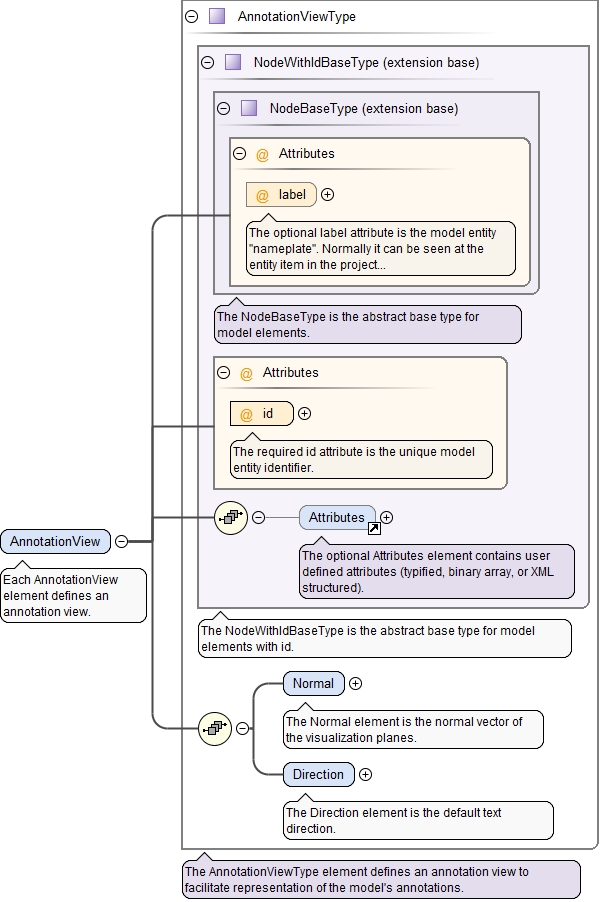 AnnotationViewType
NodeWithIdBaseType (extension base)
NodeBaseType (extension base)
@ Attributes
@ label
The optional label attribute is the model entity
"nameplate". Normally it can be seen at the
entity item in the project...
The NodeBaseType is the abstract base type for
model elements.
@ Attributes
@ id
The required id attribute is the unique model
entity identifier.
Attributes
The optional Attributes element contains user
defined attributes (typified, binary array, or XML
structured).
AnnotationView
Each AnnotationView
element defines an
annotation view.
The NodeWithIdBaseType is the abstract base type for model
elements with id.
Normal
The Normal element is the normal vector of
the visualization planes.
Direction
The Direction element is the default text
direction.
The AnnotationViewType element defines an annotation view to
facilitate representation of the model's annotations.